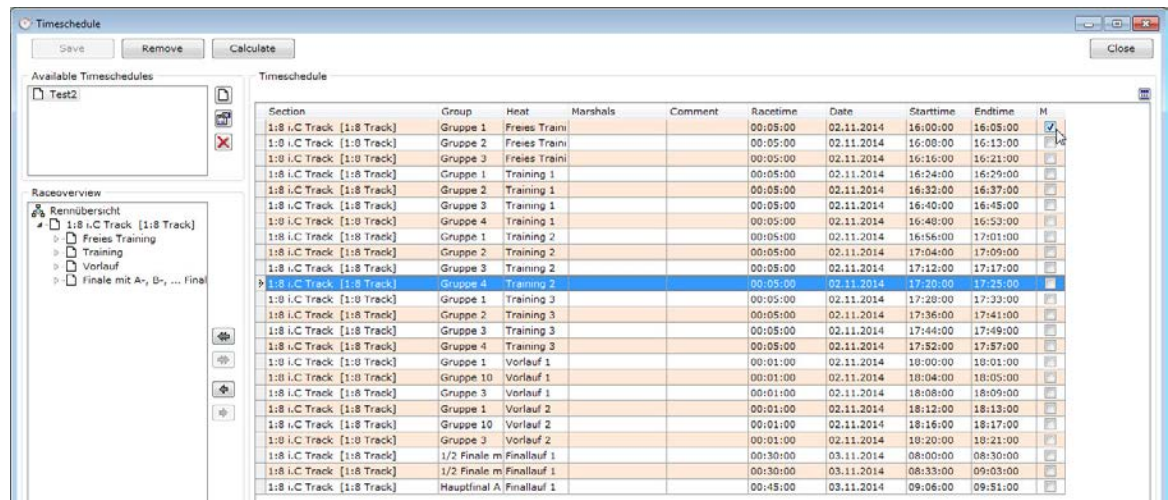 Timeschedule
Save Remove Calculate Close
Available Timeschedules
Test2
Raceoverview
Rennübersicht
1:8 i.C Track [1:8 Track]
Freies Training
Training
Vorlauf
Finale mit A-, B-, ... Final
Timeschedule
Section Group Heat Marshals Comment Racetime Date Starttime Endtime M
1:8 i.C Track [1:8 Track] Gruppe 1 Freies Traini 00:05:00 02.11.2014 16:00:00 16:05:00
1:8 i.C Track [1:8 Track] Gruppe 2 Freies Traini 00:05:00 02.11.2014 16:08:00 16:13:00
1:8 i.C Track [1:8 Track] Gruppe 3 Freies Traini 00:05:00 02.11.2014 16:16:00 16:21:00
1:8 i.C Track [1:8 Track] Gruppe 1 Training 1 00:05:00 02.11.2014 16:24:00 16:29:00
1:8 i.C Track [1:8 Track] Gruppe 2 Training 1 00:05:00 02.11.2014 16:32:00 16:37:00
1:8 i.C Track [1:8 Track] Gruppe 3 Training 1 00:05:00 02.11.2014 16:40:00 16:45:00
1:8 i.C Track [1:8 Track] Gruppe 4 Training 1 00:05:00 02.11.2014 16:48:00 16:53:00
1:8 i.C Track [1:8 Track] Gruppe 1 Training 2 00:05:00 02.11.2014 16:56:00 17:01:00
1:8 i.C Track [1:8 Track] Gruppe 2 Training 2 00:05:00 02.11.2014 17:04:00 17:09:00
1:8 i.C Track [1:8 Track] Gruppe 3 Training 2 00:05:00 02.11.2014 17:12:00 17:17:00
1:8 i.C Track [1:8 Track] Gruppe 4 Training 2 00:05:00 02.11.2014 17:20:00 17:25:00
1:8 i.C Track [1:8 Track] Gruppe 1 Training 3 00:05:00 02.11.2014 17:28:00 17:33:00
1:8 i.C Track [1:8 Track] Gruppe 2 Training 3 00:05:00 02.11.2014 17:36:00 17:41:00
1:8 i.C Track [1:8 Track] Gruppe 3 Training 3 00:05:00 02.11.2014 17:44:00 17:49:00
1:8 i.C Track [1:8 Track] Gruppe 4 Training 3 00:05:00 02.11.2014 17:52:00 17:57:00
1:8 i.C Track [1:8 Track] Gruppe 1 Vorlauf 1 00:01:00 02.11.2014 18:00:00 18:01:00
1:8 i.C Track [1:8 Track] Gruppe 10 Vorlauf 1 00:01:00 02.11.2014 18:04:00 18:05:00
1:8 i.C Track [1:8 Track] Gruppe 3 Vorlauf 1 00:01:00 02.11.2014 18:08:00 18:09:00
1:8 i.C Track [1:8 Track] Gruppe 1 Vorlauf 2 00:01:00 02.11.2014 18:12:00 18:13:00
1:8 i.C Track [1:8 Track] Gruppe 10 Vorlauf 2 00:01:00 02.11.2014 18:16:00 18:17:00
1:8 i.C Track [1:8 Track] Gruppe 3 Vorlauf 2 00:01:00 02.11.2014 18:20:00 18:21:00
1:8 i.C Track [1:8 Track] 1/2 Finale m Finallauf 1 00:30:00 03.11.2014 08:00:00 08:30:00
1:8 i.C Track [1:8 Track] 1/2 Finale m Finallauf 1 00:30:00 03.11.2014 08:33:00 09:03:00
1:8 i.C Track [1:8 Track] Hauptfinal A Finallauf 1 00:45:00 03.11.2014 09:06:00 09:51:00